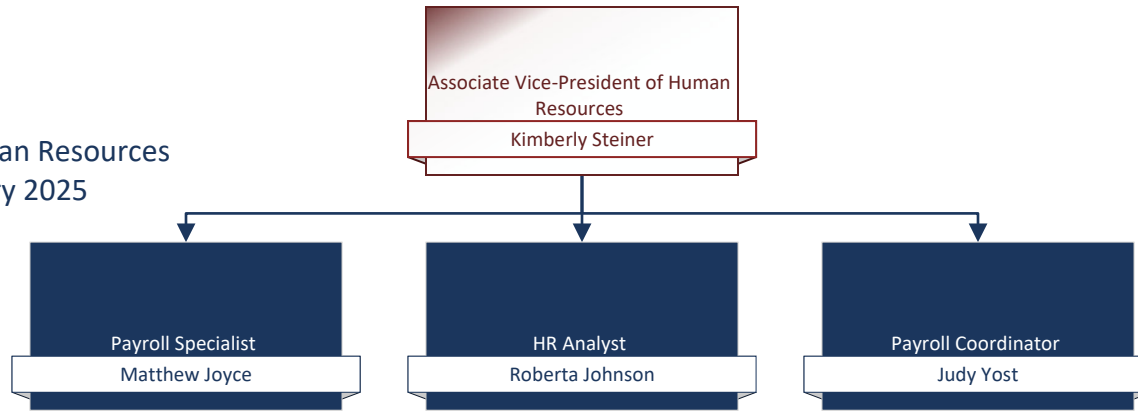 Associate Vice-President of Human
Resources
Kimberly Steiner
an Resources
y 2025
Payroll Specialist
Matthew Joyce
HR Analyst
Roberta Johnson
Payroll Coordinator
Judy Yost